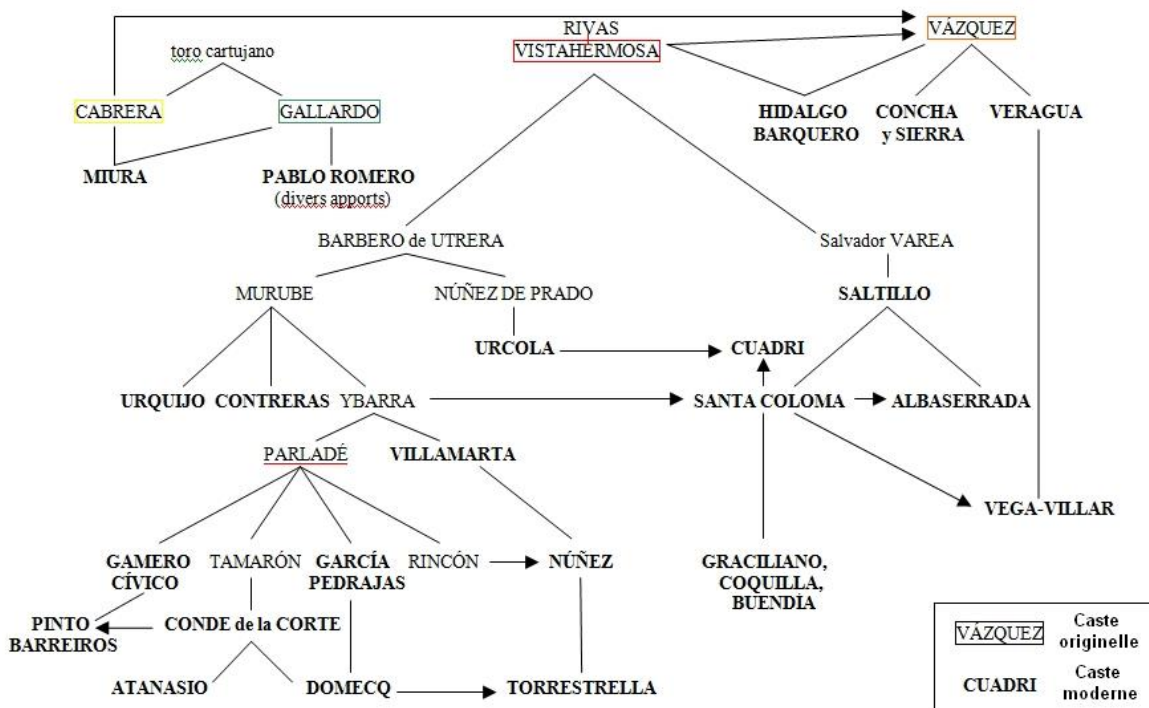 RIVAS
VISTAHERMOSA
VÁZQUEZ
toro cartujano
CABRERA
GALLARDO
HIDALGO
BARQUERO
CONCHA
y SIERRA
VERAGUA
MIURA
PABLO ROMERO
(divers apports)
BARBERO de UTRERA
Salvador VAREA
MURUBE
NÚÑEZ DE PRADO
SALTILLO
URCOLA
CUADRI
URQUIJO
CONTRERAS
YBARRA
SANTA COLOMA
ALBASERRADA
PARLADÉ
VILLAMARTA
VEGA-VILLAR
GAMERO
CÍVICO
TAMARÓN
GARCÍA
PEDRAJAS
RINCÓN
NÚÑEZ
GRACILIANO,
COQUILLA,
BUENDÍA
PINTO
BARREIROS
CONDE de la CORTE
ATANASIO
DOMECQ
TORRESTRELLA
VÁZQUEZ
Caste
originelle
CUADRI
Caste
moderne